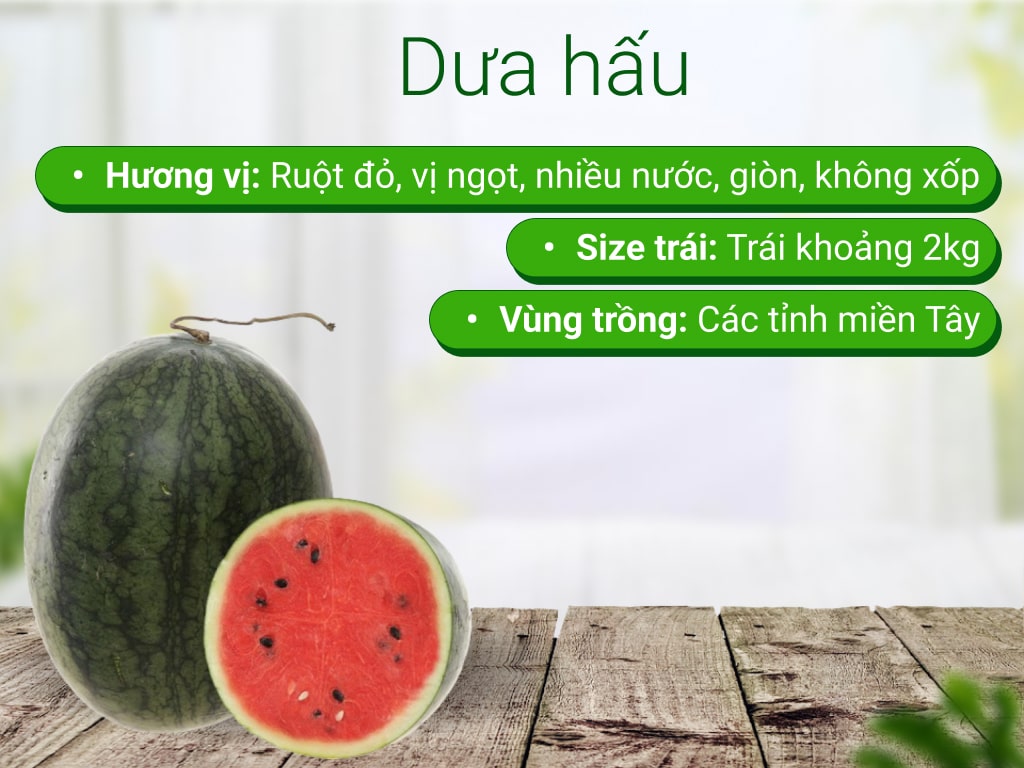 Dưa hấu
• Hương vị: Ruột đỏ, vị ngọt, nhiều nước, giòn, không xốp
• Size trái: Trái khoảng 2kg
• Vùng trồng: Các tỉnh miền Tây